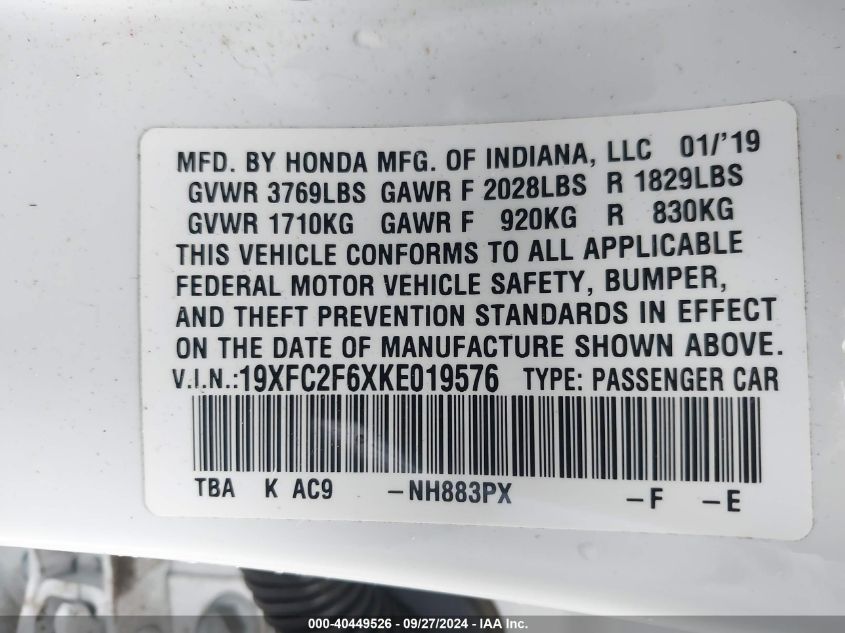 MFD. BY HONDA MFG. OF INDIANA, LLC 01/'19
GVWR 3769LBS GAWR F 2028LBS R 1829LBS
GVWR 1710KG GAWR F 920KG R 830KG
THIS VEHICLE CONFORMS TO ALL APPLICABLE
FEDERAL MOTOR VEHICLE SAFETY, BUMPER,
AND THEFT PREVENTION STANDARDS IN EFFECT
ON THE DATE OF MANUFACTURE SHOWN ABOVE.
V.I.N.:19XFC2F6XKE019576 TYPE: PASSENGER CAR
TBA K AC9 –NH883PX –F –E
000-40449526 - 09/27/2024 - IAA Inc.